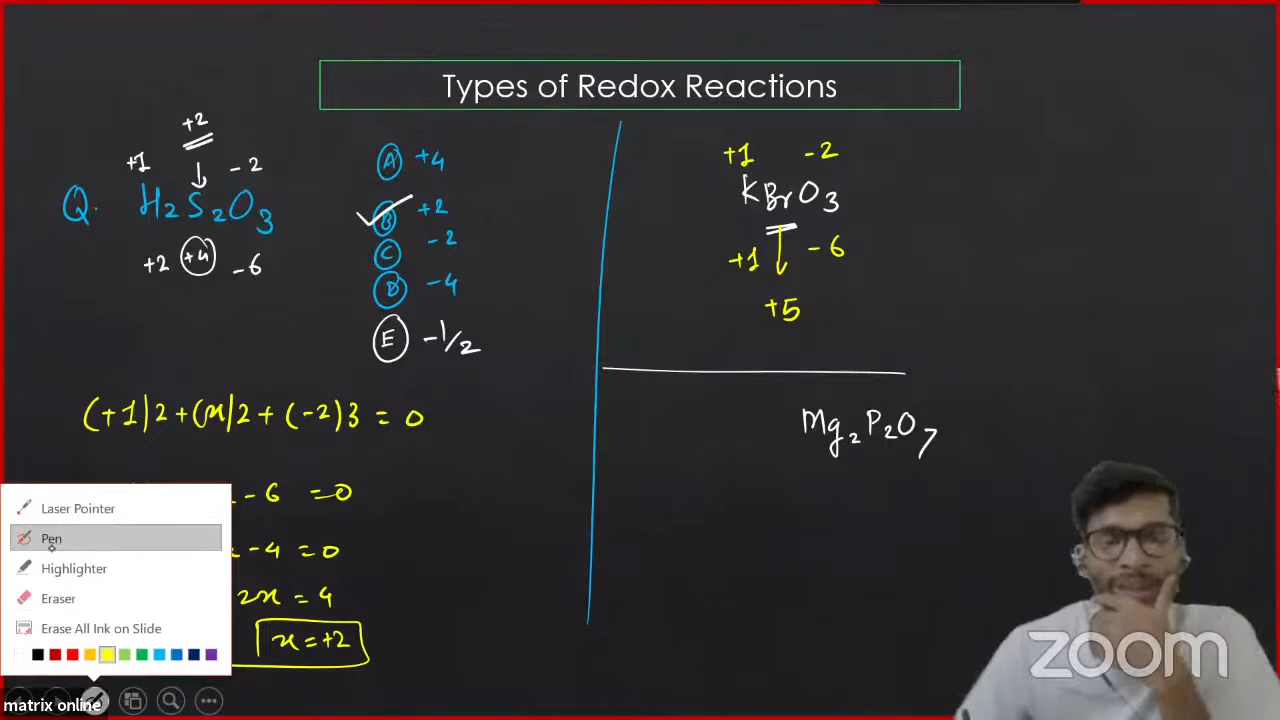 Types of Redox Reactions
+2
+1
-2
Q. H2S2O3
+2 +4 -6
A +4
B +2
C -2
D -4
E -1/2
(+1)2+(x)2+(-2)3 = 0
- 6 =0
- 4 =0
2x = 4
x=+2
+1 -2
KBrO3
+1 -6
+5
Mg2P2O7
Laser Pointer
Pen
Highlighter
Eraser
Erase All Ink on Slide
matrix online
zoom